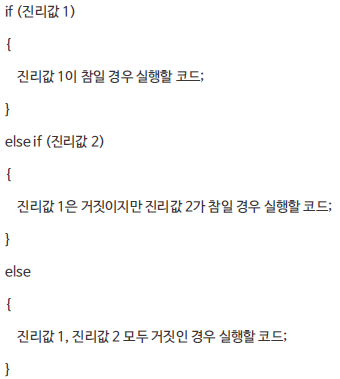 if (진리값 1)
{
진리값 1이 참일 경우 실행할 코드;
}
else if (진리값 2)
{
진리값 1은 거짓이지만 진리값 2가 참일 경우 실행할 코드;
}
else
{
진리값 1, 진리값 2 모두 거짓인 경우 실행할 코드;
}